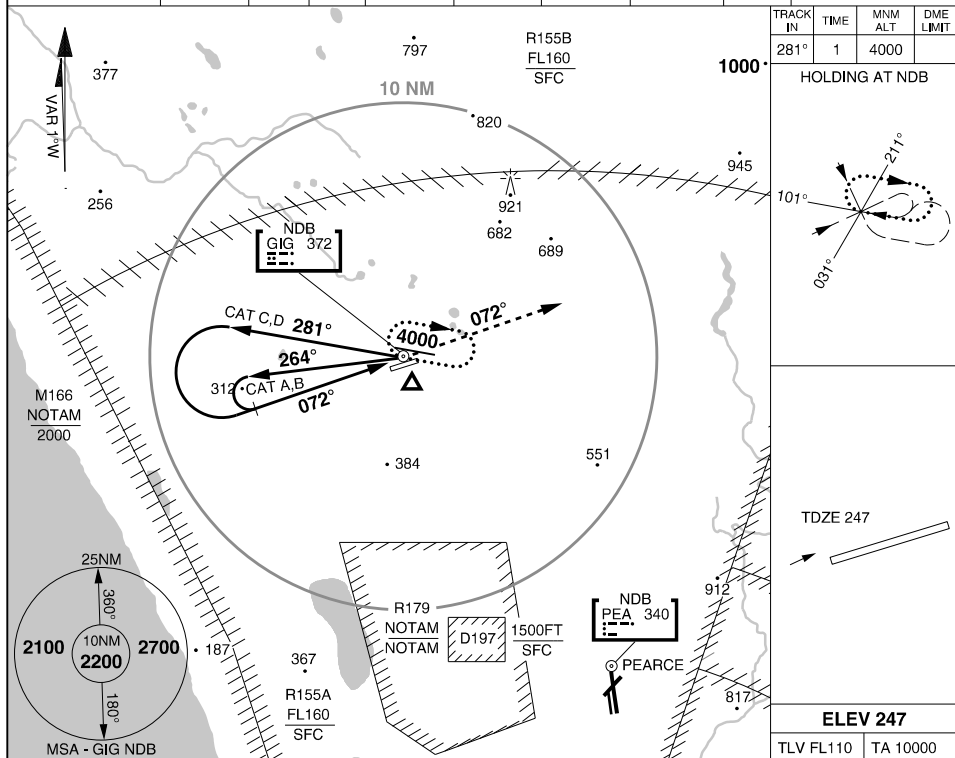 TRACK IN
TIME
MNM ALT
DME LIMIT
281°
1
4000
HOLDING AT NDB
211°
101°
031°
VAR 1°W
377
797
R155B
FL160
SFC
1000
10 NM
820
945
256
921
682
689
NDB
GIG 372
CAT C,D
281°
4000
072°
264°
312
CAT A,B
072°
M166
NOTAM
2000
384
551
TDZE 247
25NM
360°
2100
10NM
2200
2700
180°
MSA - GIG NDB
187
367
R155A
FL160
SFC
R179
NOTAM
NOTAM
D197
1500FT
SFC
NDB
PEA 340
PEARCE
912
817
ELEV 247
TLV FL110
TA 10000